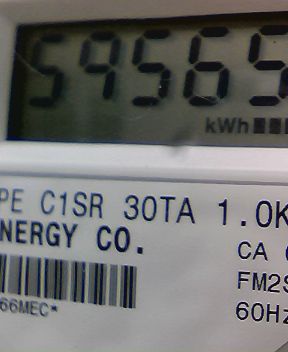 59565
kWh
PE C1SR 30TA 1.0K
NERGY CO.
CA
FM2S
60Hz
66MEC*